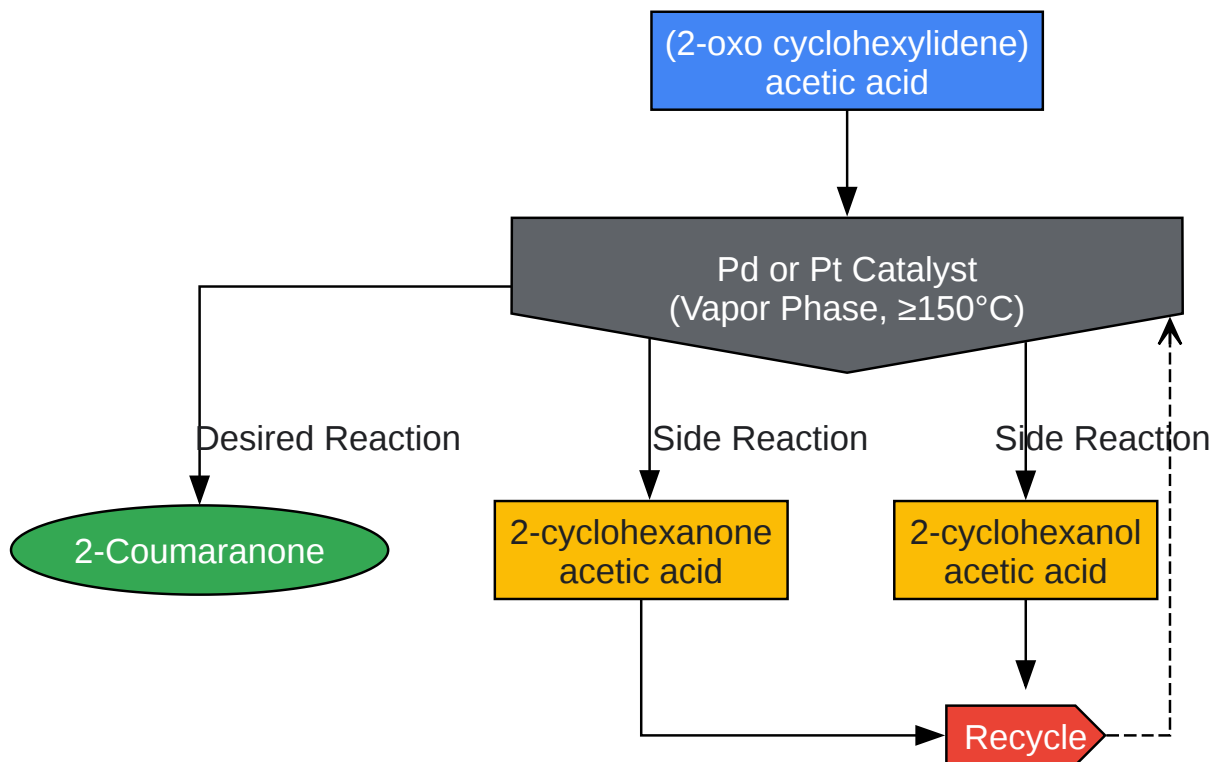 (2-oxo cyclohexylidene)
acetic acid
Pd or Pt Catalyst
(Vapor Phase, ≥150°C)
Desired Reaction
Side Reaction
Side Reaction
2-Coumaranone
2-cyclohexanone
acetic acid
2-cyclohexanol
acetic acid
Recycle